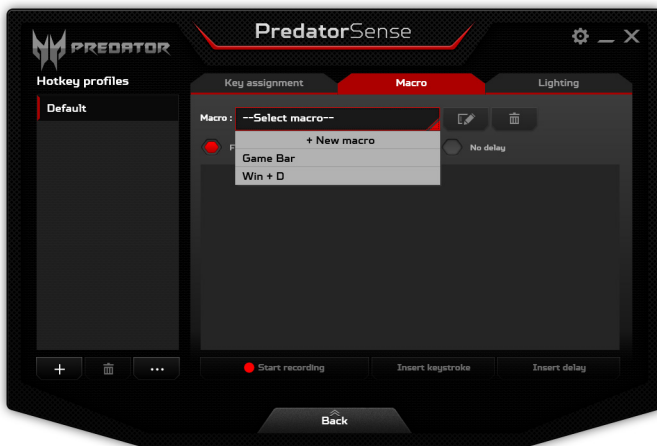 PredatorSense
PREDATOR
Hotkey profiles
Key assignment
Macro
Lighting
Default
Macro :
--Select macro--
+ New macro
No delay
Game Bar
Win + D
+
...
Start recording
Insert keystroke
Insert delay
Back